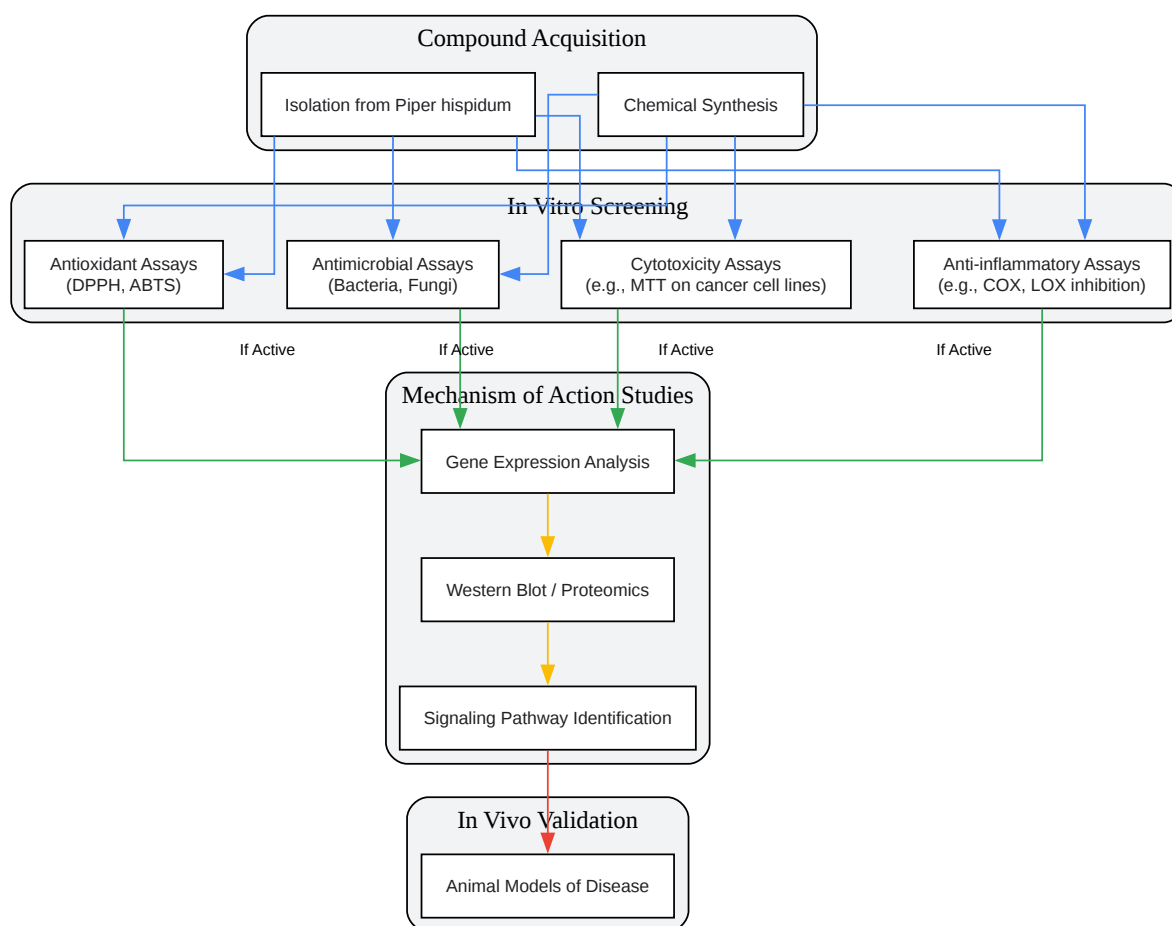 Compound Acquisition
Isolation from Piper hispidum
Chemical Synthesis
In Vitro Screening
Antioxidant Assays
(DPPH, ABTS)
Antimicrobial Assays
(Bacteria, Fungi)
Cytotoxicity Assays
(e.g., MTT on cancer cell lines)
Anti-inflammatory Assays
(e.g., COX, LOX inhibition)
If Active
If Active
If Active
If Active
Mechanism of Action Studies
Gene Expression Analysis
Western Blot / Proteomics
Signaling Pathway Identification
In Vivo Validation
Animal Models of Disease